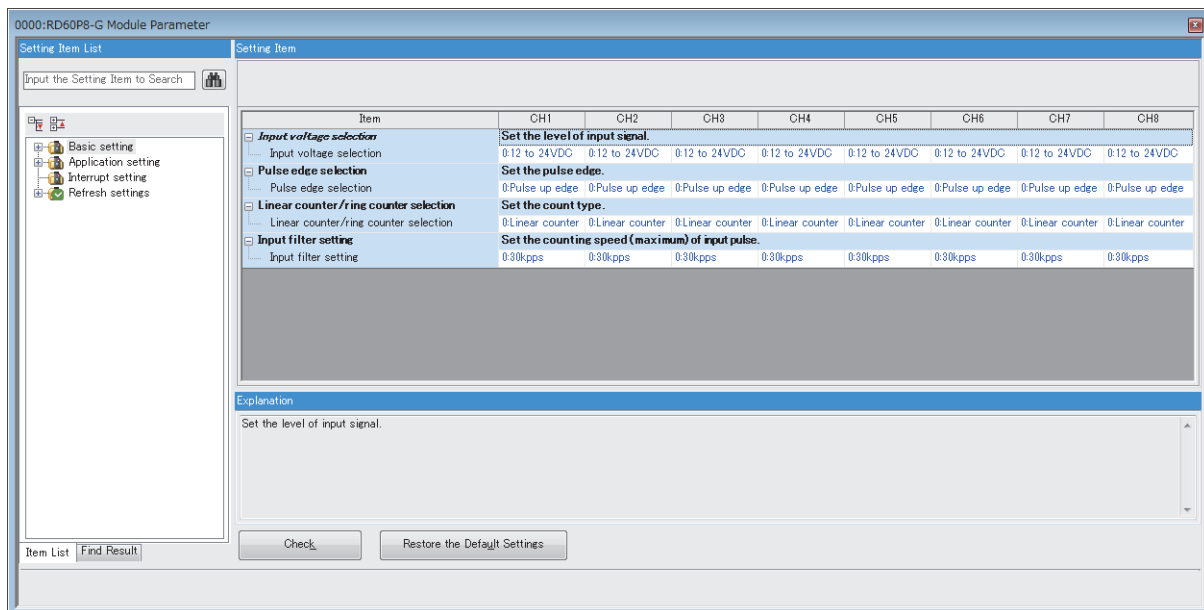 0000:RD60P8-G Module Parameter
Setting Item List
Input the Setting Item to Search
Basic setting
Application setting
Interrupt setting
Refresh settings
Item List Find Result
Setting Item
Item CH1 CH2 CH3 CH4 CH5 CH6 CH7 CH8
Input voltage selection Set the level of input signal.
Input voltage selection 0:12 to 24VDC 0:12 to 24VDC 0:12 to 24VDC 0:12 to 24VDC 0:12 to 24VDC 0:12 to 24VDC 0:12 to 24VDC 0:12 to 24VDC
Pulse edge selection Set the pulse edge.
Pulse edge selection 0:Pulse up edge 0:Pulse up edge 0:Pulse up edge 0:Pulse up edge 0:Pulse up edge 0:Pulse up edge 0:Pulse up edge 0:Pulse up edge
Linear counter/ring counter selection Set the count type.
Linear counter/ring counter selection 0:Linear counter 0:Linear counter 0:Linear counter 0:Linear counter 0:Linear counter 0:Linear counter 0:Linear counter 0:Linear counter
Input filter setting Set the counting speed (maximum) of input pulse.
Input filter setting 0:30kpps 0:30kpps 0:30kpps 0:30kpps 0:30kpps 0:30kpps 0:30kpps 0:30kpps
Explanation
Set the level of input signal.
Check Restore the Default Settings